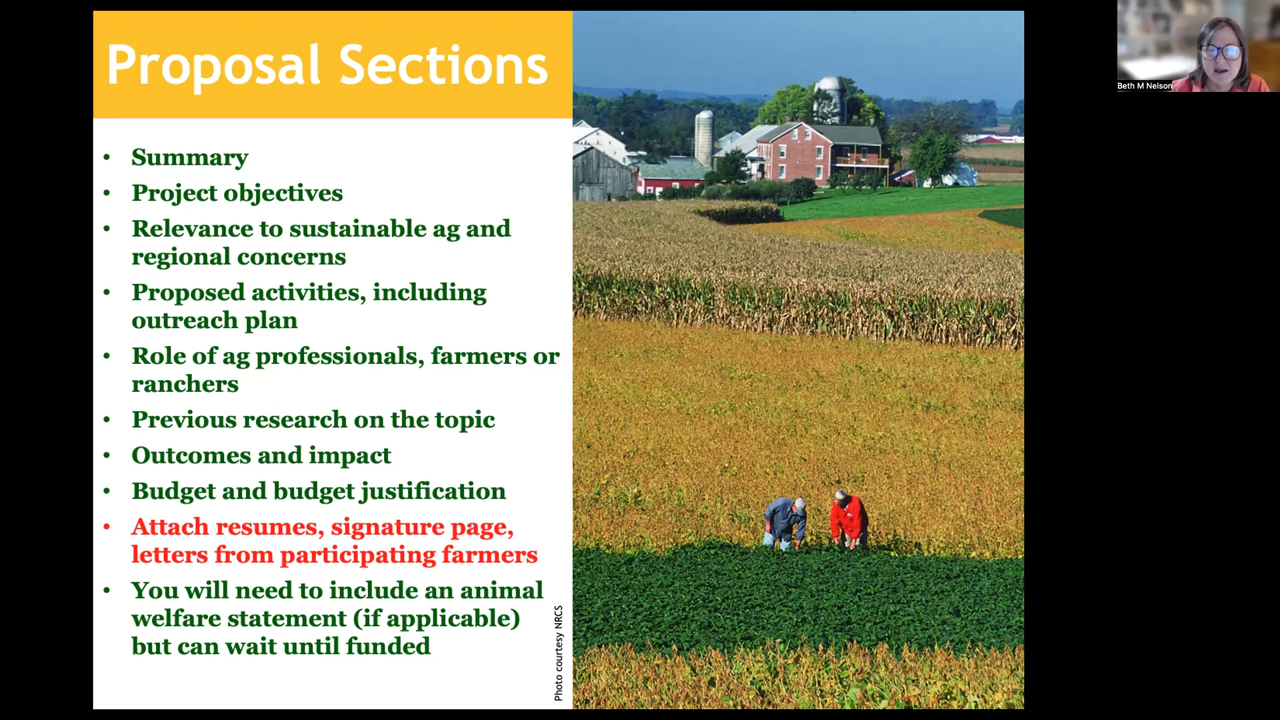 Proposal Sections
• Summary
• Project objectives
• Relevance to sustainable ag and
regional concerns
• Proposed activities, including
outreach plan
• Role of ag professionals, farmers or
ranchers
• Previous research on the topic
• Outcomes and impact
• Budget and budget justification
• Attach resumes, signature page,
letters from participating farmers
• You will need to include an animal
welfare statement (if applicable)
but can wait until funded
Photo courtesy NRCS
Beth M Nelson